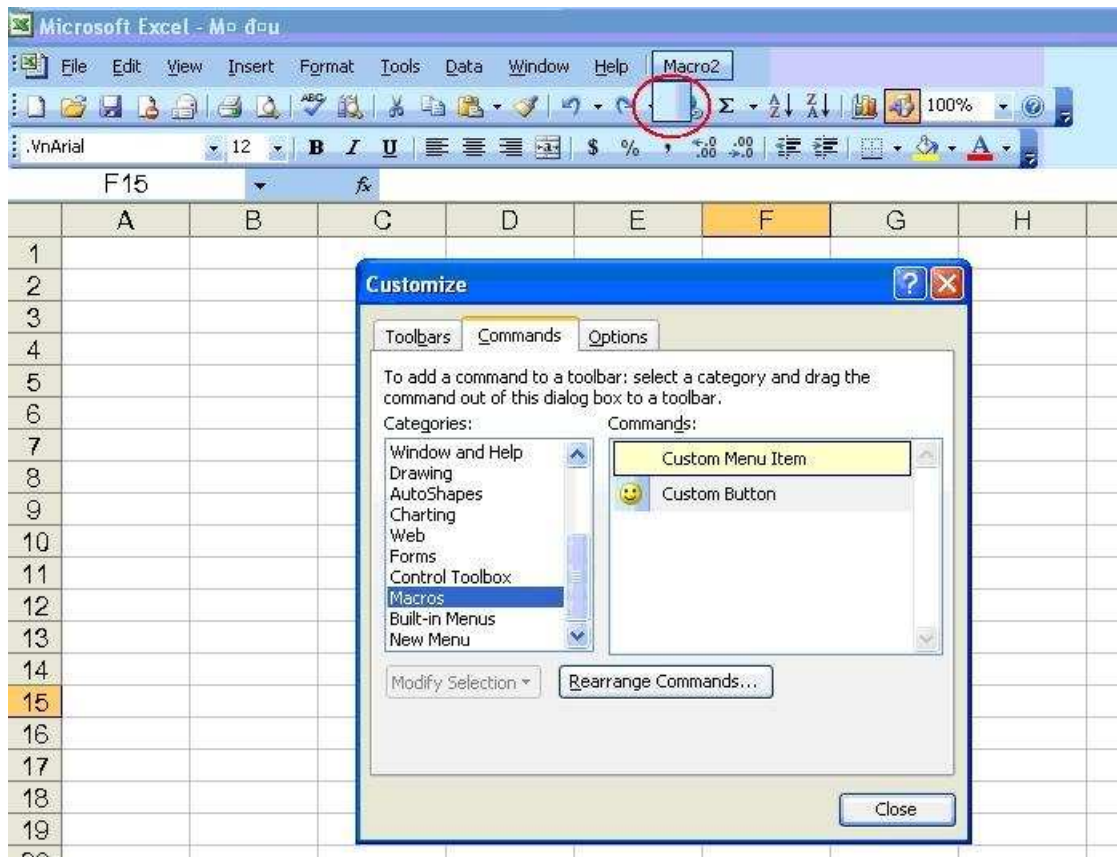 Microsoft Excel - M¤ đ¤u
File Edit View Insert Format Tools Data Window Help Macro2
ABC Σ A Z Z A 100%
.VnArial 12 B I U a $ % , .00 .00 A
F15 fx
A B C D E F G H
1
2 Customize
3
4 Toolbars Commands Options
5 To add a command to a toolbar: select a category and drag the
command out of this dialog box to a toolbar.
6 Categories: Commands:
7 Window and Help Custom Menu Item
8 Drawing
AutoShapes Custom Button
9 Charting
10 Web
Forms
11 Control Toolbox
12 Macros
Built-in Menus
13 New Menu
14 Modify Selection Rearrange Commands...
15
16
17
18 Close
19